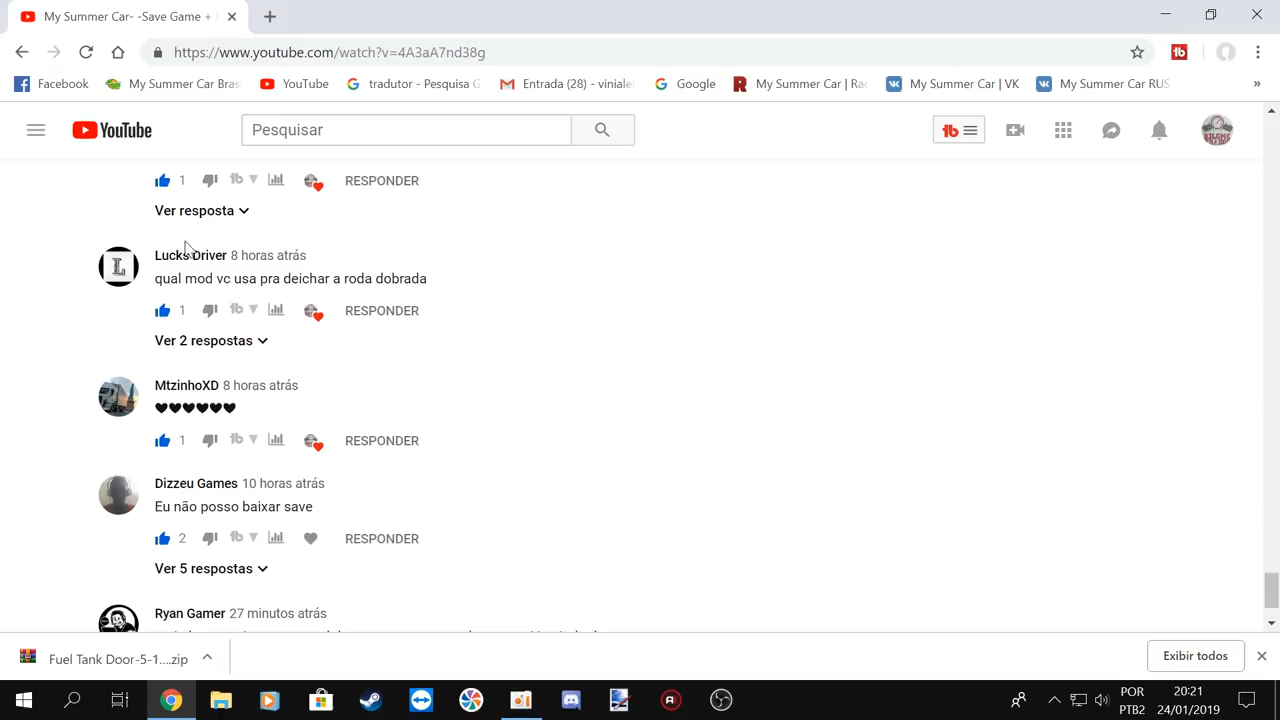 My Summer Car- -Save Game +
https://www.youtube.com/watch?v=4A3aA7nd38g
Facebook
My Summer Car Bras
YouTube
tradutor - Pesquisa G
Entrada (28) - vinialer
Google
My Summer Car | Rac
My Summer Car | VK
My Summer Car RUS
»
YouTube
Pesquisar
1 RESPONDER
Ver resposta
Lucks Driver 8 horas atrás
qual mod vc usa pra deichar a roda dobrada
1 RESPONDER
Ver 2 respostas
MtzinhoXD 8 horas atrás
♥♥♥♥♥♥
1 RESPONDER
Dizzeu Games 10 horas atrás
Eu não posso baixar save
2 RESPONDER
Ver 5 respostas
Ryan Gamer 27 minutos atrás
Fuel Tank Door-5-1....zip
Exibir todos
POR
PTB2
20:21
24/01/2019